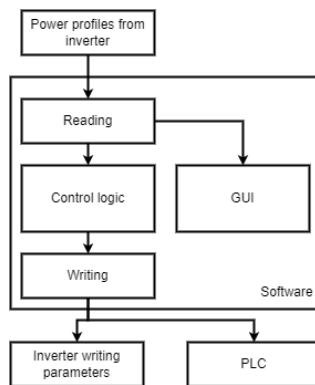 Power profiles from
inverter
Reading
Control logic
GUI
Writing
Software
Inverter writing
parameters
PLC